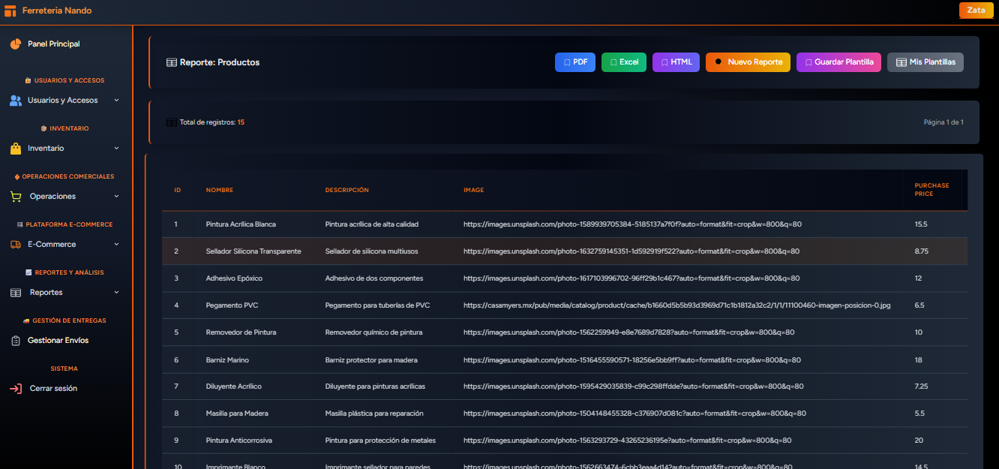 Ferreteria Nando
Zata
Panel Principal
USUARIOS Y ACCESOS
Usuarios y Accesos
INVENTARIO
Inventario
OPERACIONES COMERCIALES
Operaciones
PLATAFORMA E-COMMERCE
E-Commerce
REPORTES Y ANÁLISIS
Reportes
GESTIÓN DE ENTREGAS
Gestionar Envíos
SISTEMA
Cerrar sesión
Reporte: Productos
PDF Excel HTML Nuevo Reporte Guardar Plantilla Mis Plantillas
Total de registros: 15
Página 1 de 1
ID NOMBRE DESCRIPCIÓN IMAGE PURCHASE PRICE
1 Pintura Acrílica Blanca Pintura acrílica de alta calidad https://images.unsplash.com/photo-1589939705384-5185137a7f0f?auto=format&fit=crop&w=800&q=80 15.5
2 Sellador Silicona Transparente Sellador de silicona multiusos https://images.unsplash.com/photo-1632759145351-1d592919f522?auto=format&fit=crop&w=800&q=80 8.75
3 Adhesivo Epóxico Adhesivo de dos componentes https://images.unsplash.com/photo-1617103996702-96ff29b1c467?auto=format&fit=crop&w=800&q=80 12
4 Pegamento PVC Pegamento para tuberías de PVC https://casamyers.mx/pub/media/catalog/product/cache/b1660d5b5b93d3969d71c1b1812a32c2/1/1/11100460-imagen-posicion-0.jpg 6.5
5 Removedor de Pintura Removedor químico de pintura https://images.unsplash.com/photo-1562259949-e8e7689d7828?auto=format&fit=crop&w=800&q=80 10
6 Barniz Marino Barniz protector para madera https://images.unsplash.com/photo-1516455590571-18256e5bb9ff?auto=format&fit=crop&w=800&q=80 18
7 Diluyente Acrílico Diluyente para pinturas acrílicas https://images.unsplash.com/photo-1595429035839-c99c298ffdde?auto=format&fit=crop&w=800&q=80 7.25
8 Masilla para Madera Masilla plástica para reparación https://images.unsplash.com/photo-1504148455328-c376907d081c?auto=format&fit=crop&w=800&q=80 5.5
9 Pintura Anticorrosiva Pintura para protección de metales https://images.unsplash.com/photo-1563293729-43265236195e?auto=format&fit=crop&w=800&q=80 20
10 Imprimante Blanco Imprimante sellador para paredes https://images.unsplash.com/photo-1562663474-6cbb3eaa4d14?auto=format&fit=crop&w=800&q=80 14.5